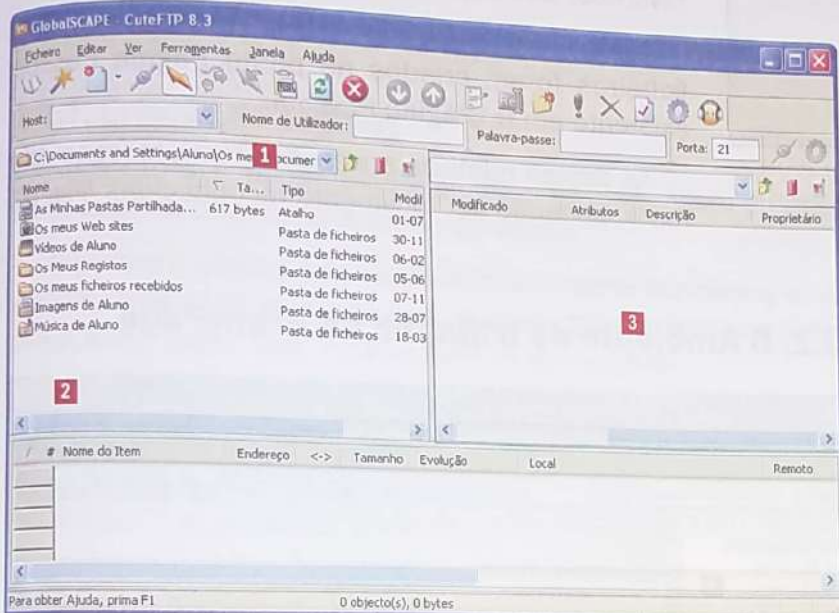 GlobalSCAPE - CuteFTP 8.3
Ficheiro Editar Ver Ferramentas Janela Ajuda
Host: Nome de Utilizador: Palavra-passe: Porta: 21
C:\Documents and Settings\Aluno\Os me 1 ocumer
Nome Ta... Tipo Modif
As Minhas Pastas Partilhada... 617 bytes Atalho 01-07
Os meus Web sites Pasta de ficheiros 30-11
vídeos de Aluno Pasta de ficheiros 06-02
Os Meus Registos Pasta de ficheiros 05-06
Os meus ficheiros recebidos Pasta de ficheiros 07-11
Imagens de Aluno Pasta de ficheiros 28-07
Música de Aluno Pasta de ficheiros 18-03
2
Modificado Atributos Descrição Proprietário
3
/ # Nome do Item Endereço <-> Tamanho Evolução Local Remoto
Para obter Ajuda, prima F1 0 objecto(s), 0 bytes